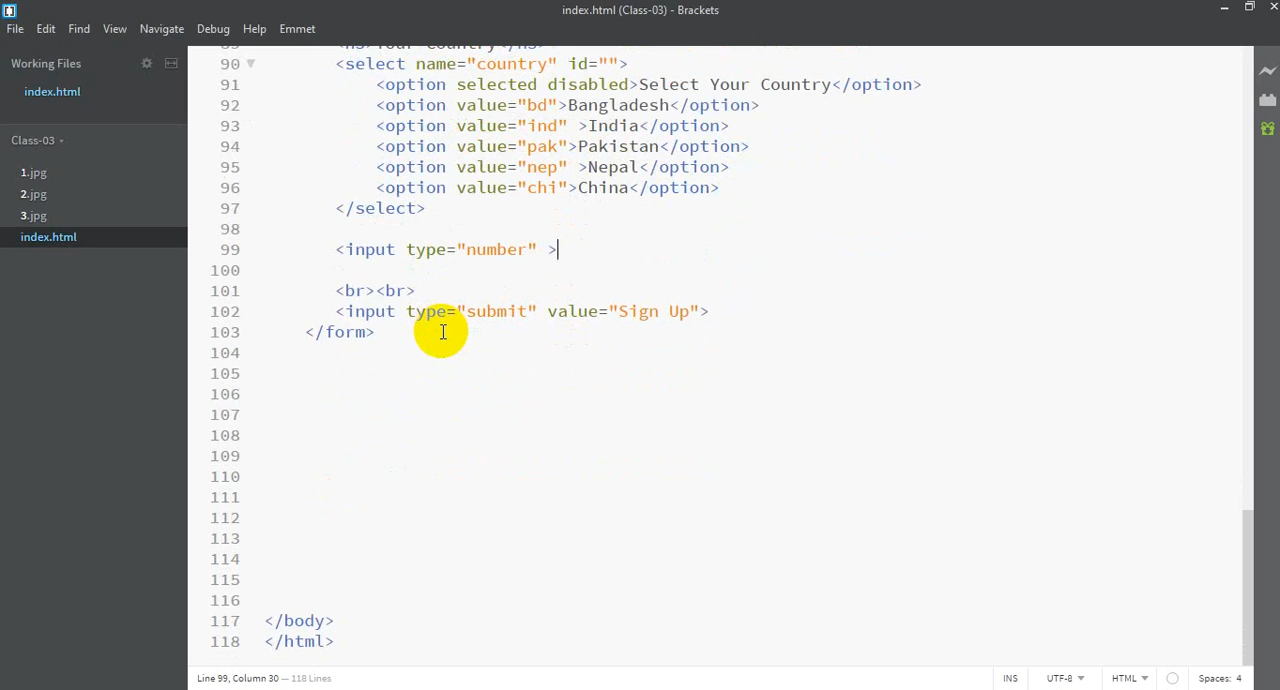 index.html (Class-03) - Brackets
File Edit Find View Navigate Debug Help Emmet
Working Files
index.html
Class-03
1.jpg
2.jpg
3.jpg
index.html
89 <h3>Your Country</h3>
90 <select name="country" id="">
91 <option selected disabled>Select Your Country</option>
92 <option value="bd">Bangladesh</option>
93 <option value="ind" >India</option>
94 <option value="pak">Pakistan</option>
95 <option value="nep" >Nepal</option>
96 <option value="chi">China</option>
97 </select>
98
99 <input type="number" >
100
101 <br><br>
102 <input type="submit" value="Sign Up">
103 </form>
104
105
106
107
108
109
110
111
112
113
114
115
116
117 </body>
118 </html>
Line 99, Column 30 — 118 Lines
INS UTF-8 HTML Spaces: 4